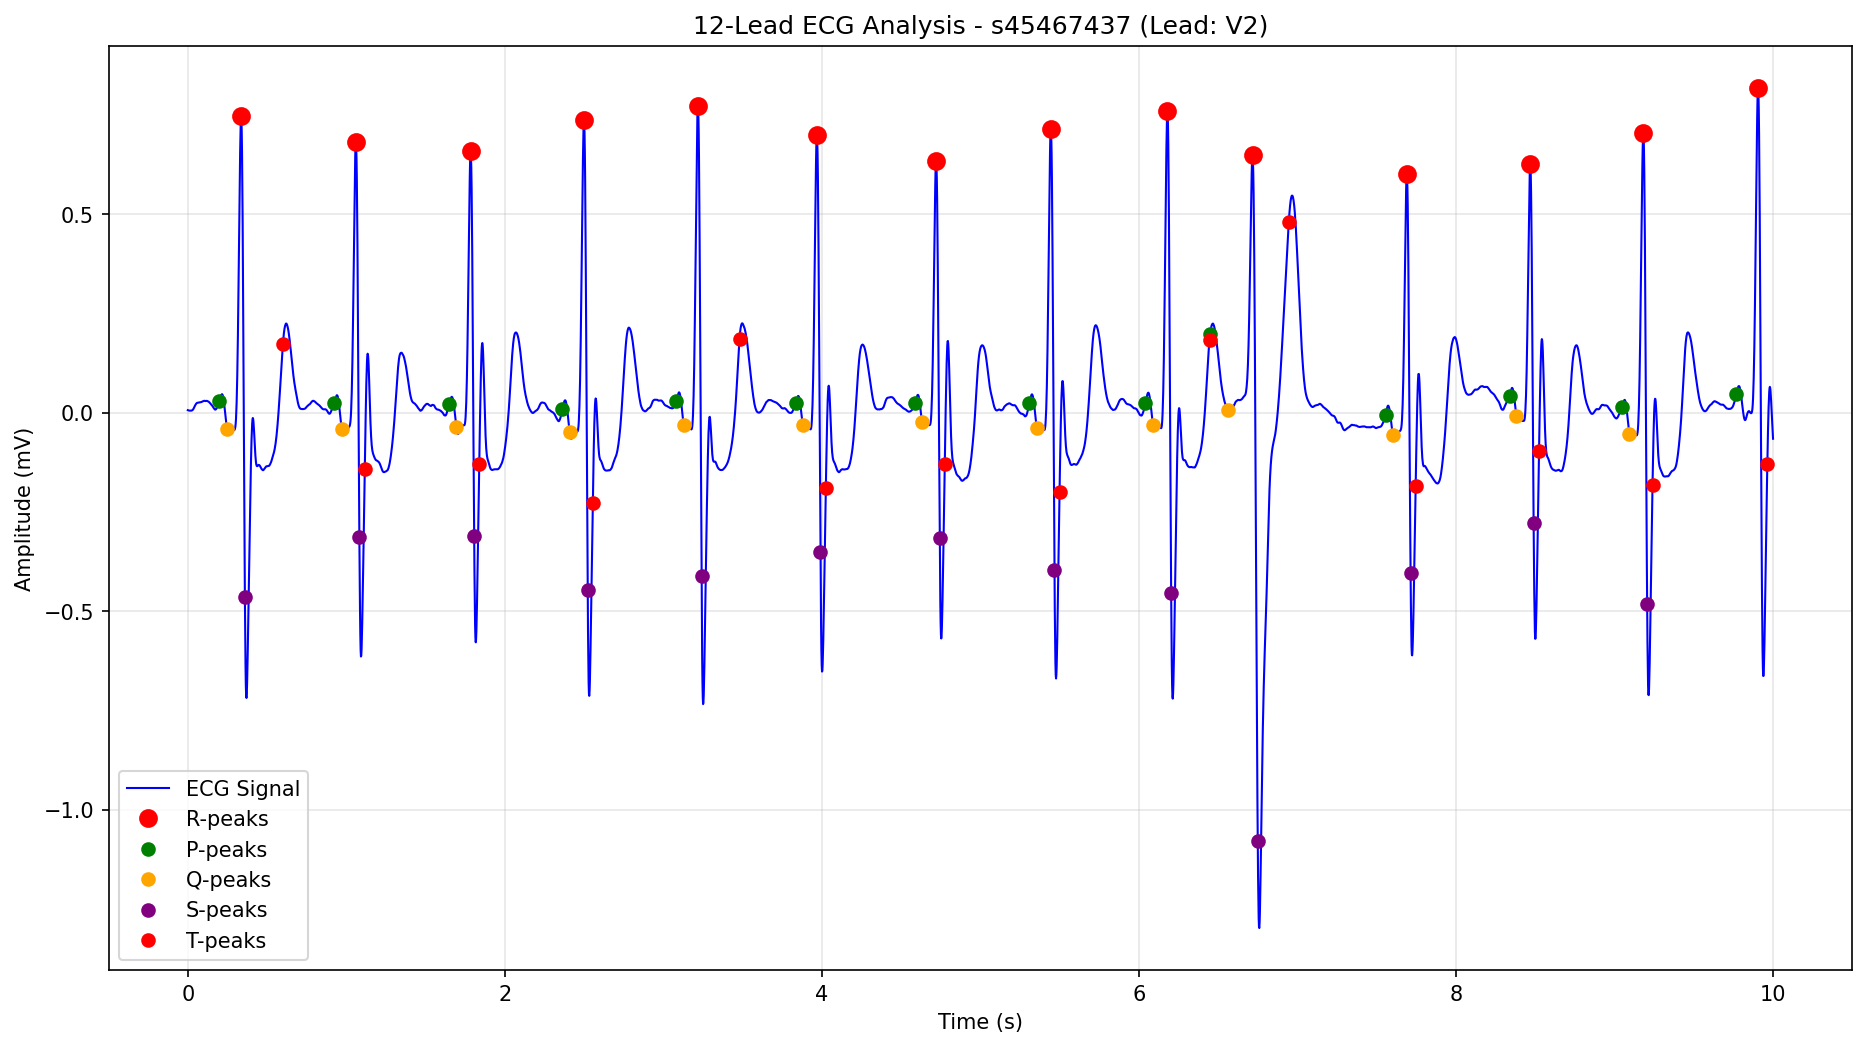 12-Lead ECG Analysis - s45467437 (Lead: V2)
Amplitude (mV)
0.5
0.0
−0.5
−1.0
ECG Signal
R-peaks
P-peaks
Q-peaks
S-peaks
T-peaks
0 2 4 6 8 10
Time (s)